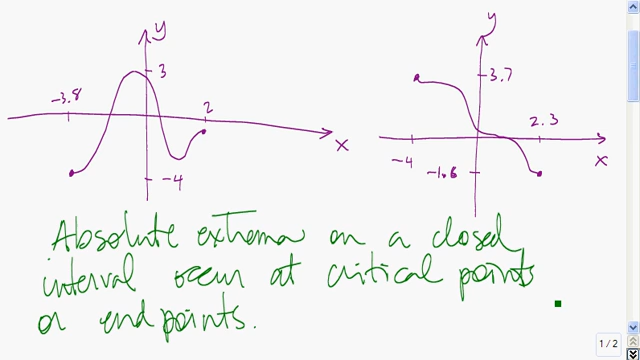 y
3
-3.8
2
x
-4
y
3.7
2.3
-4
x
-1.6
Absolute extrema on a closed
interval occur at critical points
or endpoints.
1 / 2